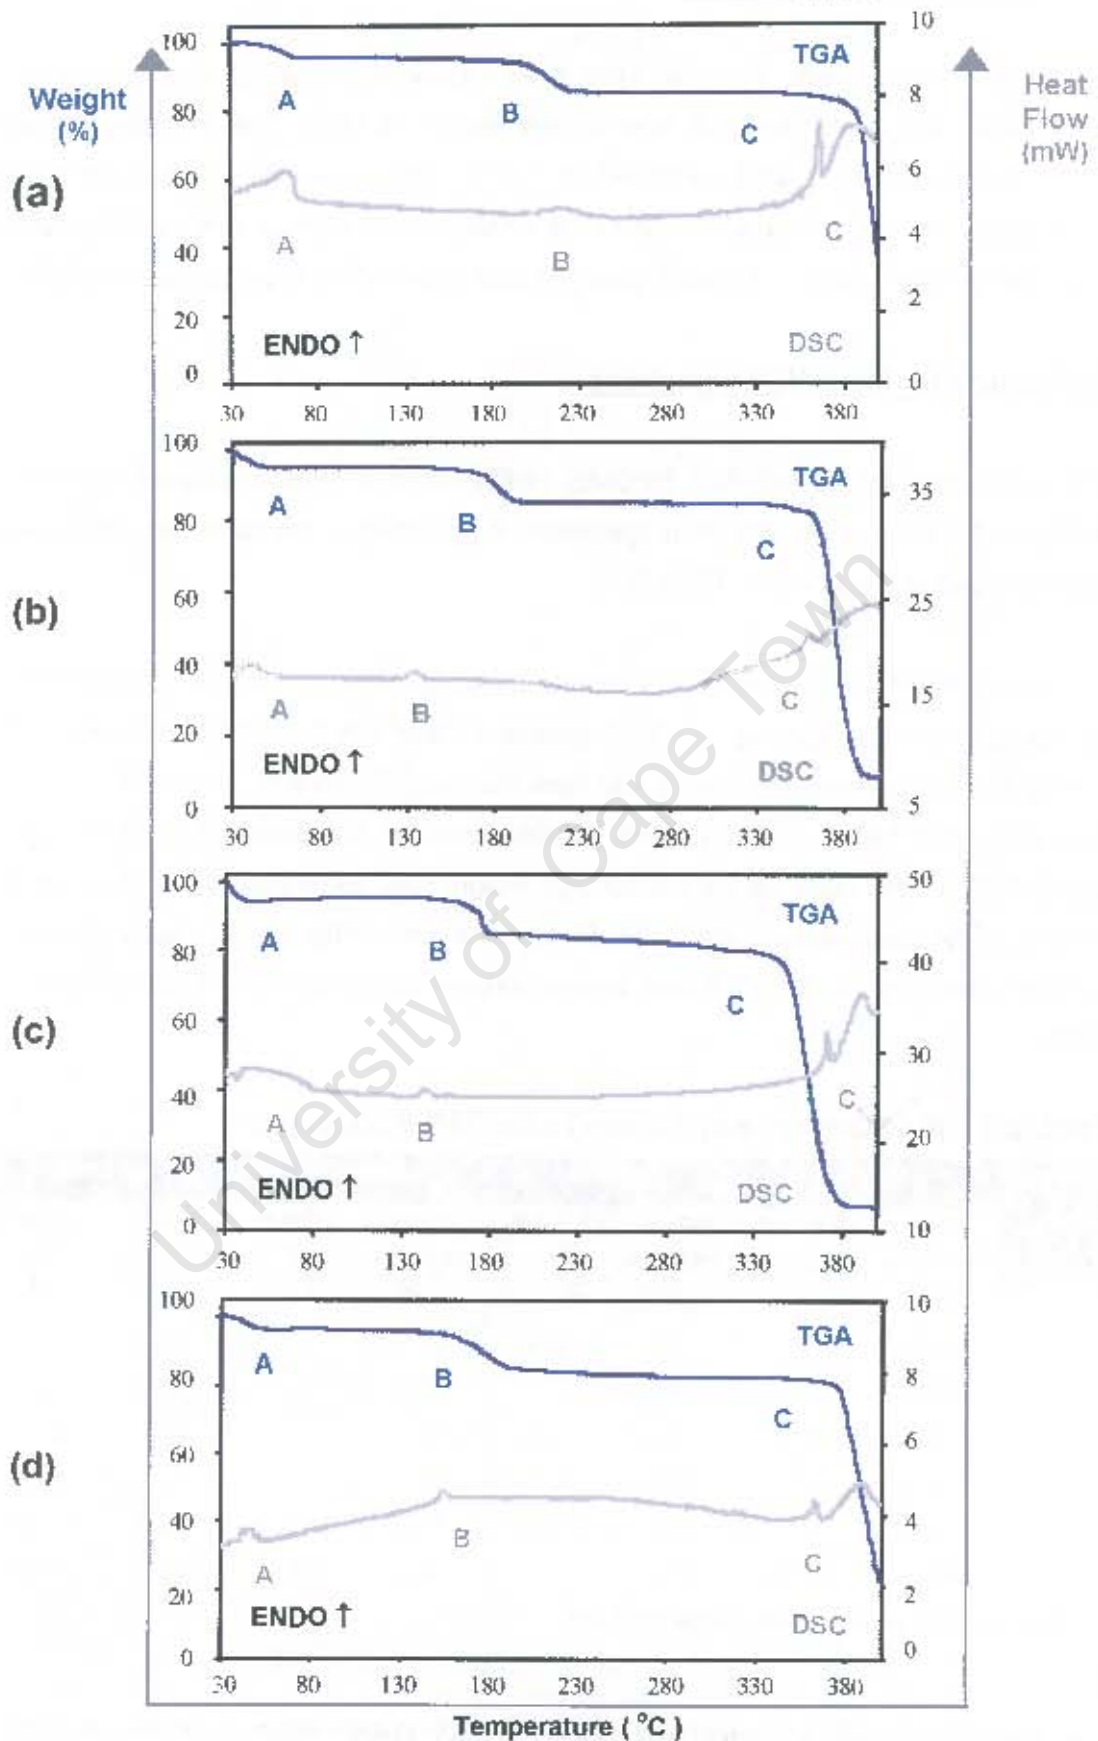 (a)
Weight
(%)
Heat
Flow
(mW)
100
80
60
40
20
0
10
8
6
4
2
0
TGA
A
B
C
A
B
C
ENDO ↑
DSC
30 80 130 180 230 280 330 380
(b)
100
80
60
40
20
0
35
25
15
5
TGA
A
B
C
A
B
C
ENDO ↑
DSC
30 80 130 180 230 280 330 380
(c)
100
80
60
40
20
0
50
40
30
20
10
TGA
A
B
C
A
B
C
ENDO ↑
DSC
30 80 130 180 230 280 330 380
(d)
100
80
60
40
20
0
10
8
6
4
2
0
TGA
A
B
C
A
B
C
ENDO ↑
DSC
30 80 130 180 230 280 330 380
Temperature (°C)
University of Cape Town